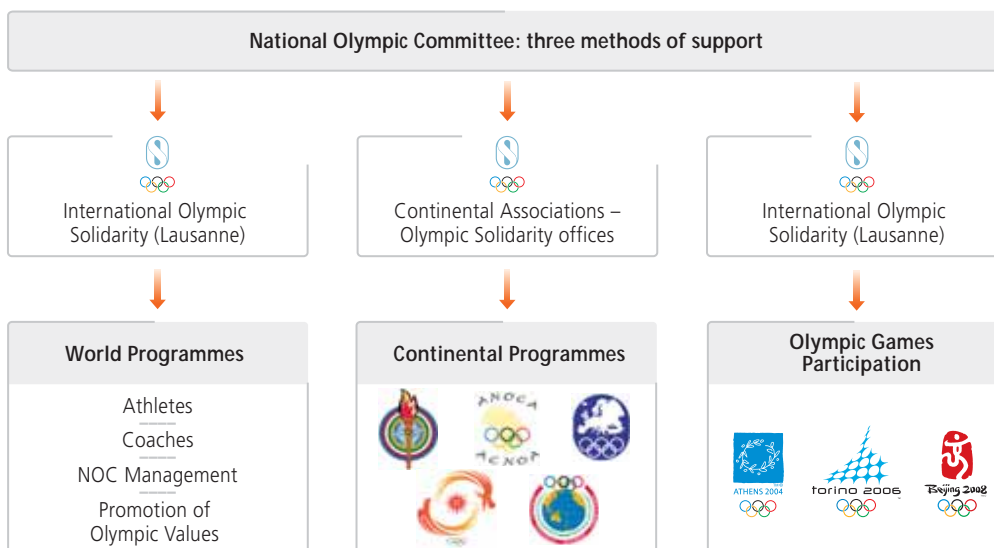 National Olympic Committee: three methods of support
International Olympic
Solidarity (Lausanne)
Continental Associations –
Olympic Solidarity offices
International Olympic
Solidarity (Lausanne)
World Programmes
Athletes
Coaches
NOC Management
Promotion of
Olympic Values
Continental Programmes
ANOCA
ACNOA
Olympic Games
Participation
ATHENS 2004
torino 2006
Beijing 2008